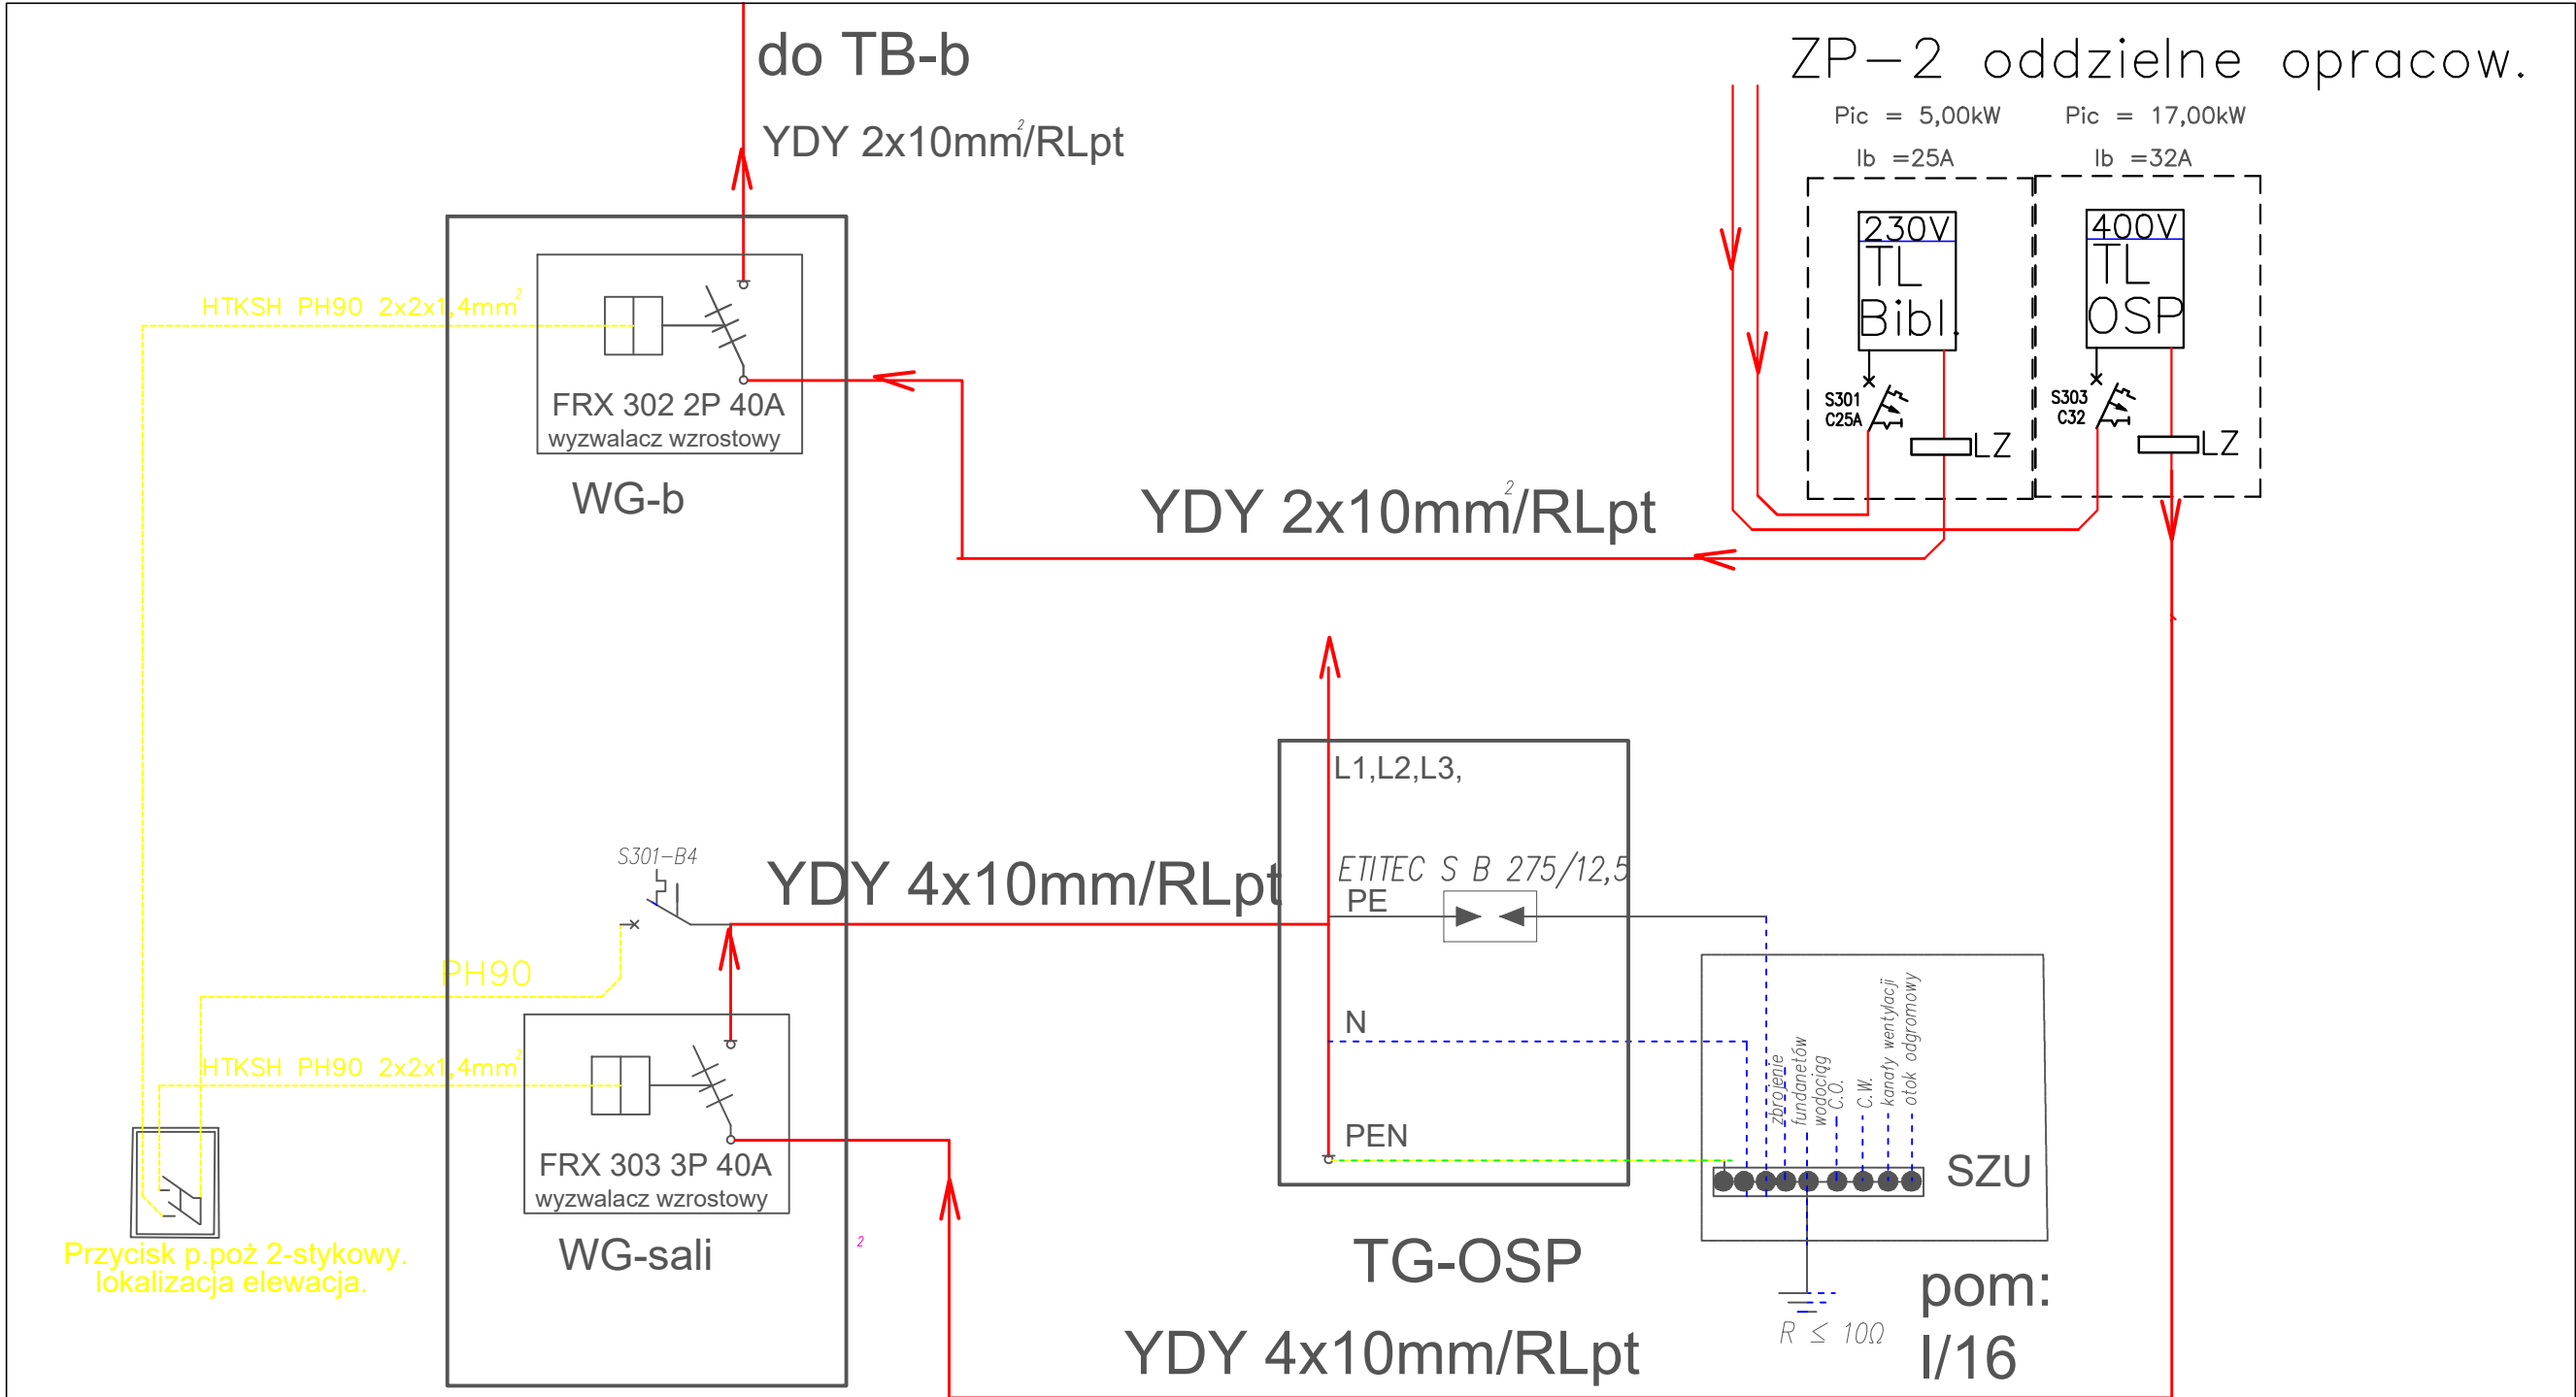 do TB-b
YDY 2x10mm²/RLpt
ZP-2 oddzielne opracow.
Pic = 5,00kW
Ib =25A
Pic = 17,00kW
Ib =32A
230V
TL
Bibl.
S301
C25A
LZ
400V
TL
OSP
S303
C32
LZ
HTKSH PH90 2x2x1,4mm²
FRX 302 2P 40A
wyzwalacz wzrostowy
WG-b
YDY 2x10mm²/RLpt
S301-B4
YDY 4x10mm/RLpt
PH90
HTKSH PH90 2x2x1,4mm²
FRX 303 3P 40A
wyzwalacz wzrostowy
WG-sali
2
Przycisk p.poż 2-stykowy.
lokalizacja elewacja.
L1,L2,L3,
ETITEC S B 275/12,5
PE
N
PEN
TG-OSP
YDY 4x10mm/RLpt
zbrojenie
fundanetów
wodociąg
C.O.
C.W.
kanały wentylacji
otok odgromowy
SZU
R ≤ 10Ω
pom:
I/16